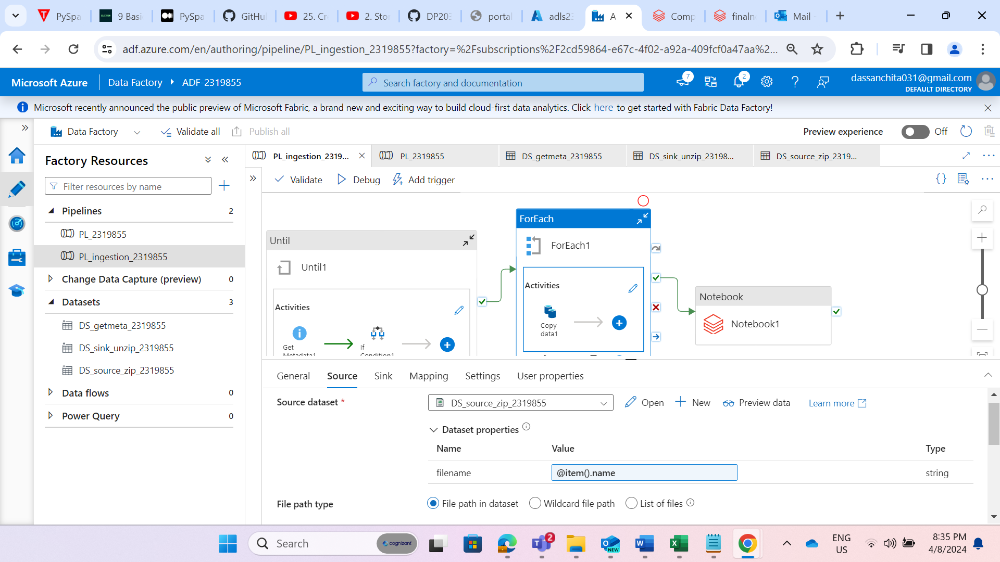 PySpa
9 Basi
PySpa
GitHu
25. Cr
2. Stor
DP203
portal
adls23
A
Comp
finaln
Mail -
adf.azure.com/en/authoring/pipeline/PL_ingestion_2319855?factory=%2Fsubscriptions%2F2cd59864-e67c-4f02-a92a-409fcf0a47aa%2...
Microsoft Azure
Data Factory
ADF-2319855
Search factory and documentation
7
2
dassanchita031@gmail.com
DEFAULT DIRECTORY
Microsoft recently announced the public preview of Microsoft Fabric, a brand new and exciting way to build cloud-first data analytics. Click here to get started with Fabric Data Factory!
Data Factory
Validate all
Publish all
Preview experience
Off
Factory Resources
PL_ingestion_2319...
PL_2319855
DS_getmeta_2319855
DS_sink_unzip_23198...
DS_source_zip_2319...
Filter resources by name
Validate
Debug
Add trigger
Pipelines 2
PL_2319855
PL_ingestion_2319855
Change Data Capture (preview) 0
Datasets 3
DS_getmeta_2319855
DS_sink_unzip_2319855
DS_source_zip_2319855
Data flows 0
Power Query 0
Until
Until1
Activities
Get
Metadata1
If
Condition1
ForEach
ForEach1
Activities
Copy
data1
Notebook
Notebook1
General
Source
Sink
Mapping
Settings
User properties
Source dataset *
DS_source_zip_2319855
Open
New
Preview data
Learn more
Dataset properties
Name
Value
Type
filename
@item().name
string
File path type
File path in dataset
Wildcard file path
List of files
Search
cognizant
2
NEW
ENG
US
8:35 PM
4/8/2024